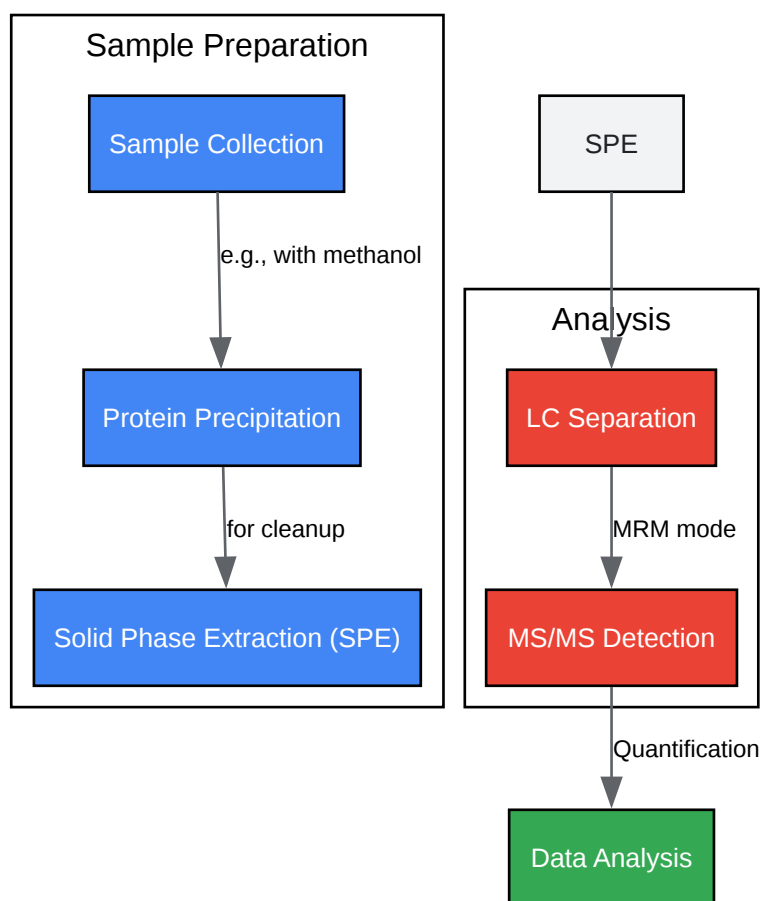 Sample Preparation
Sample Collection
e.g., with methanol
Protein Precipitation
for cleanup
Solid Phase Extraction (SPE)
SPE
Analysis
LC Separation
MRM mode
MS/MS Detection
Quantification
Data Analysis